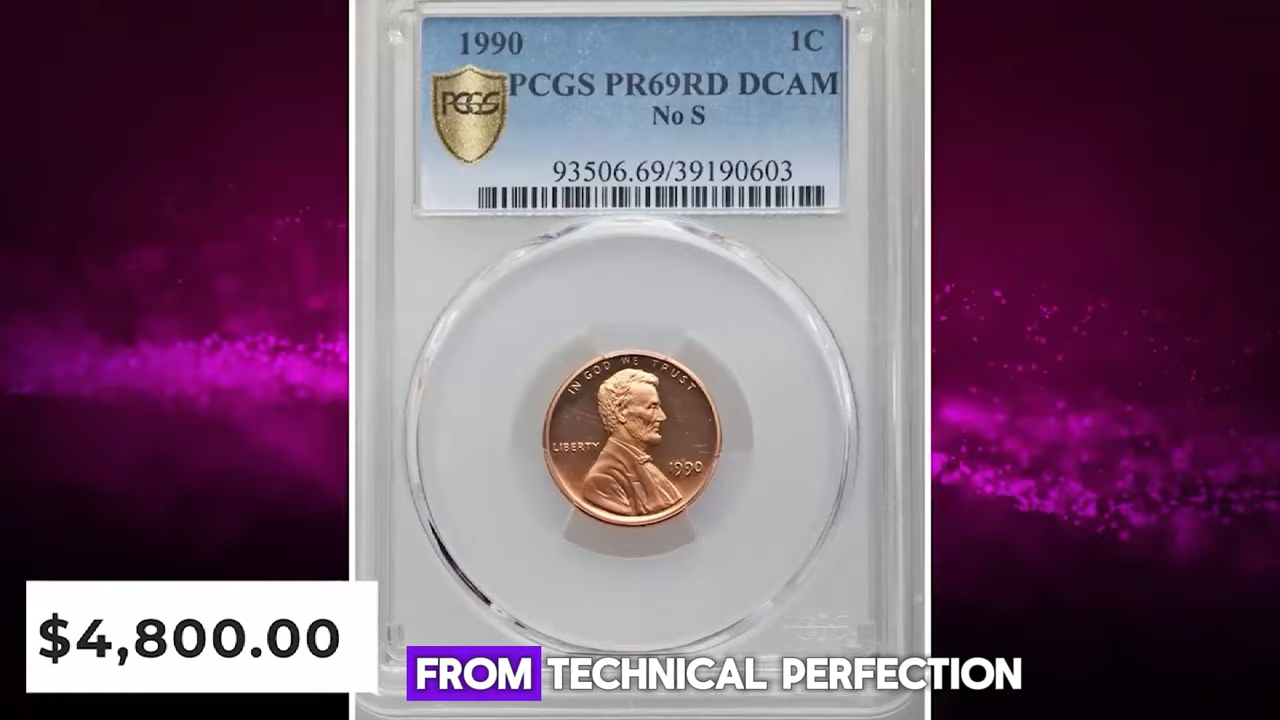 1990 1C
PCGS PR69RD DCAM
No S
PCGS
93506.69/39190603
IN GOD WE TRUST
LIBERTY
1990
$4,800.00
FROM TECHNICAL PERFECTION